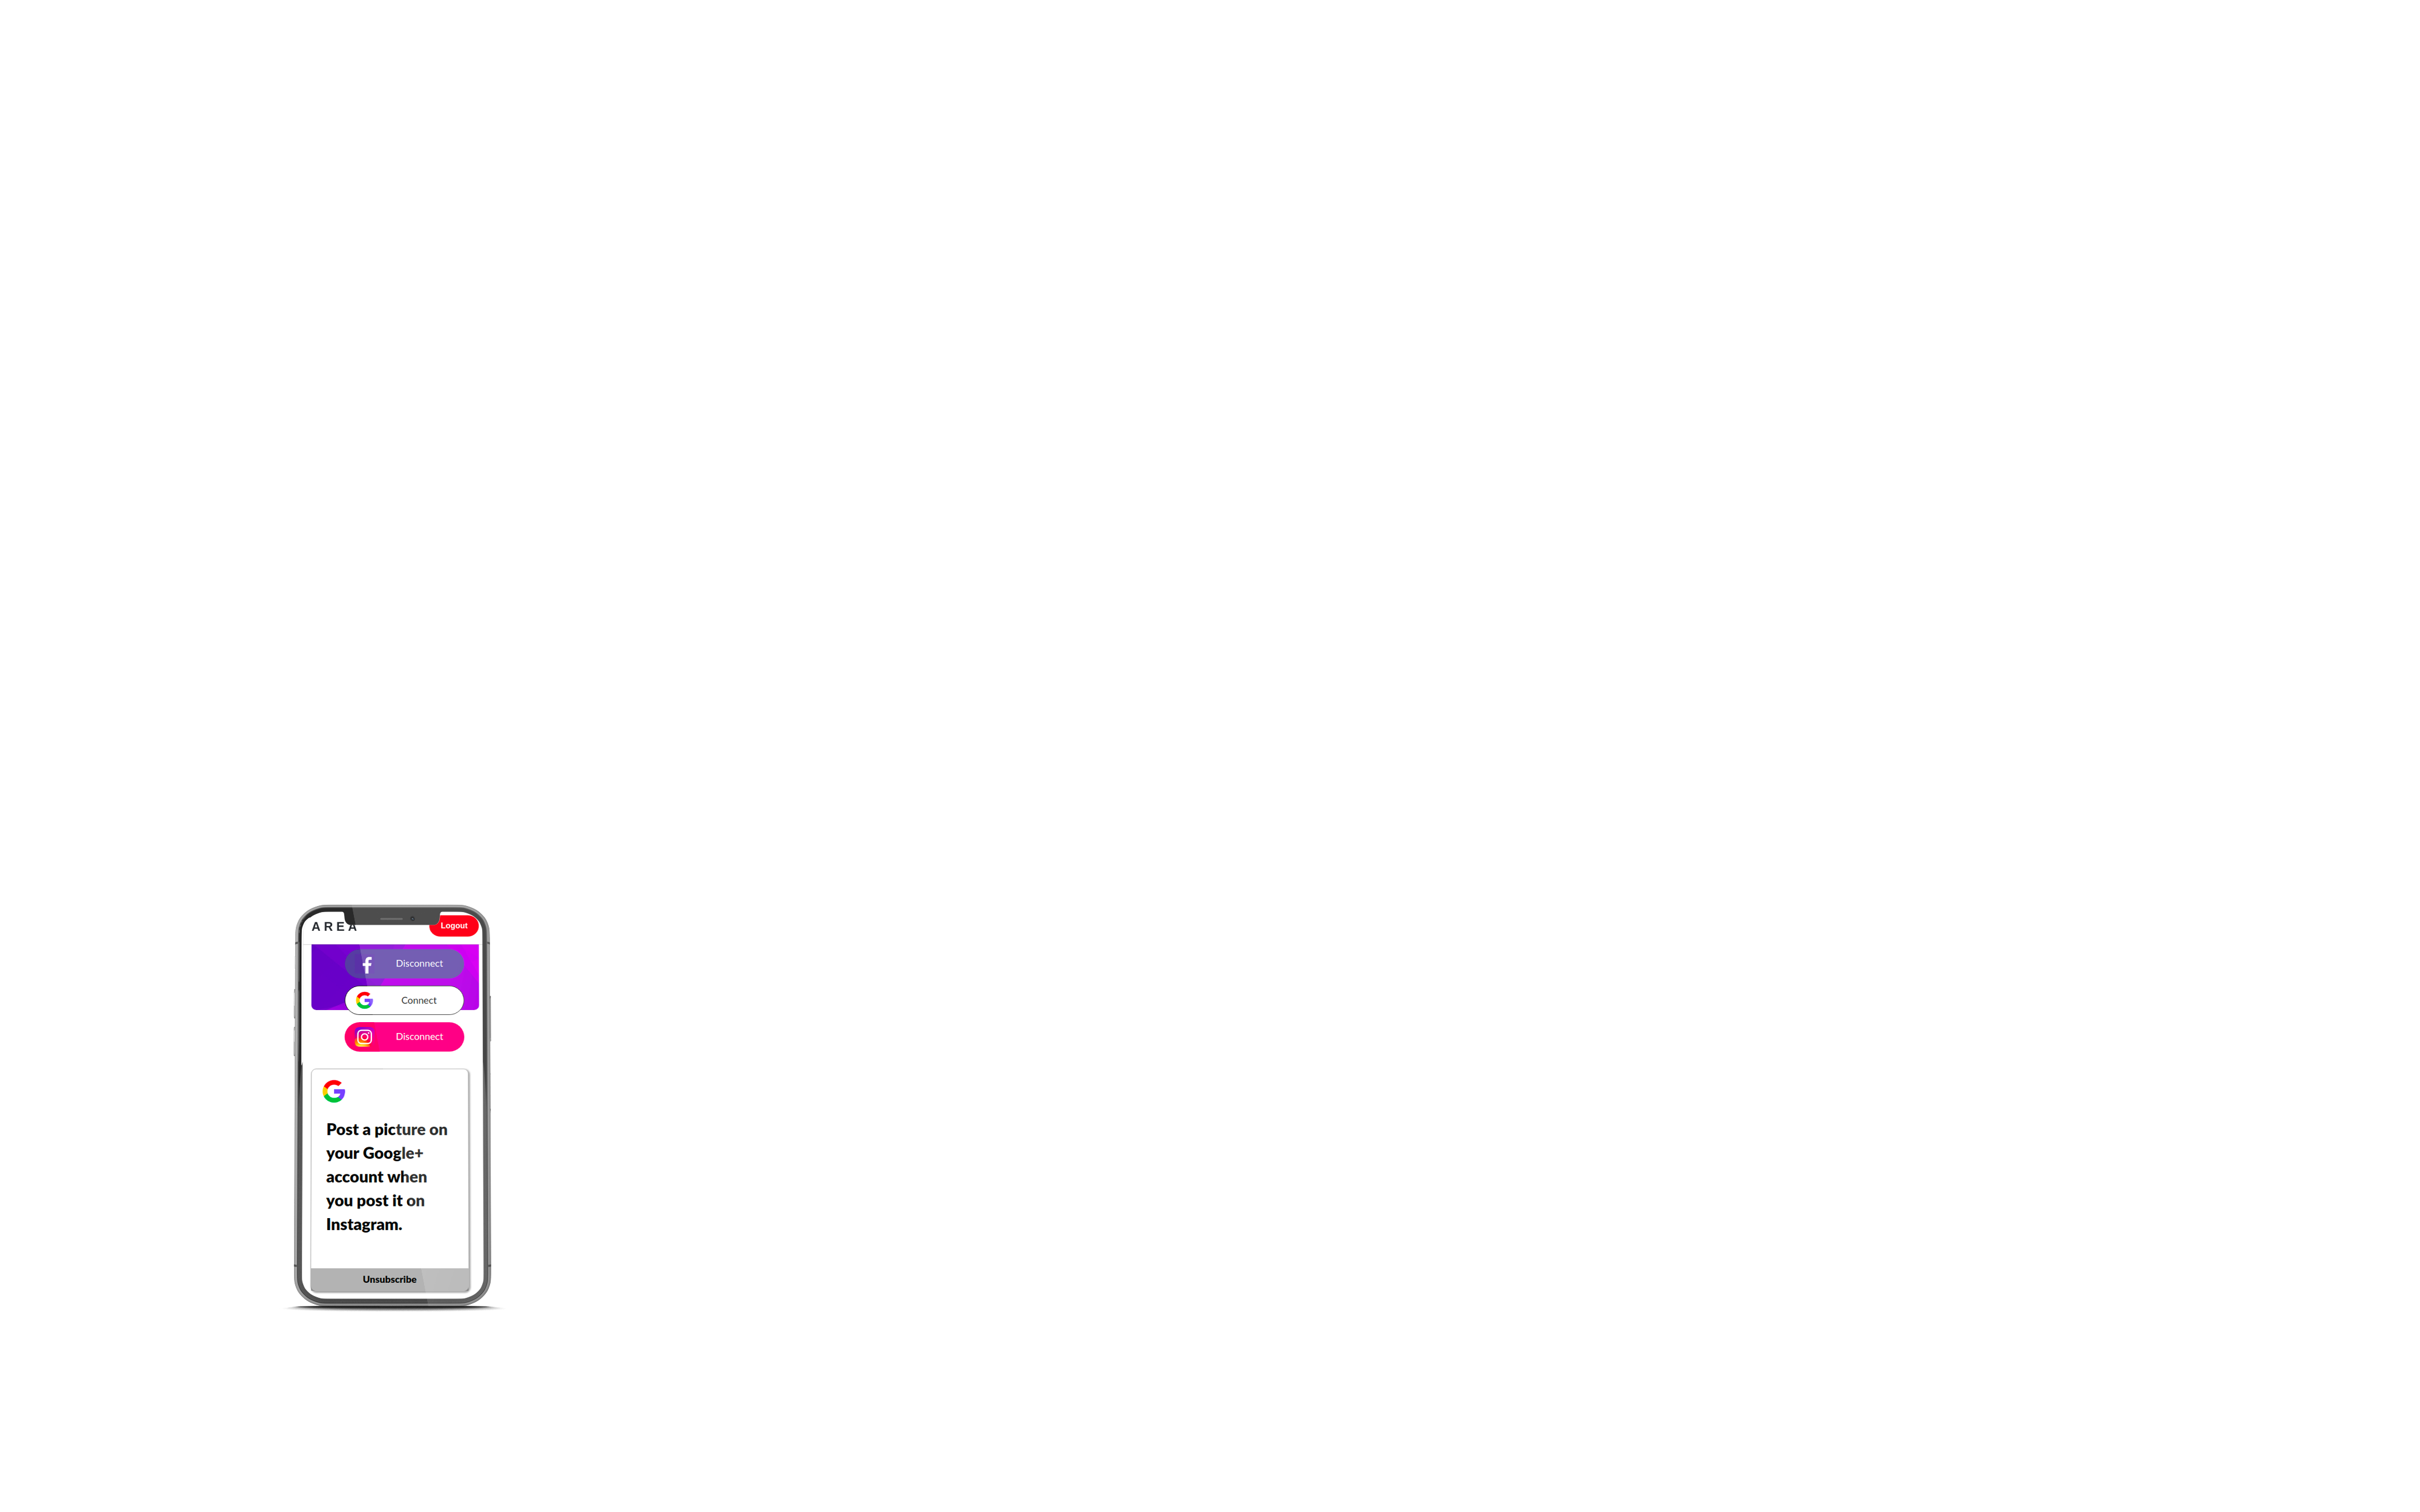 AREA
Logout
Disconnect
Connect
Disconnect
Post a picture on
your Google+
account when
you post it on
Instagram.
Unsubscribe